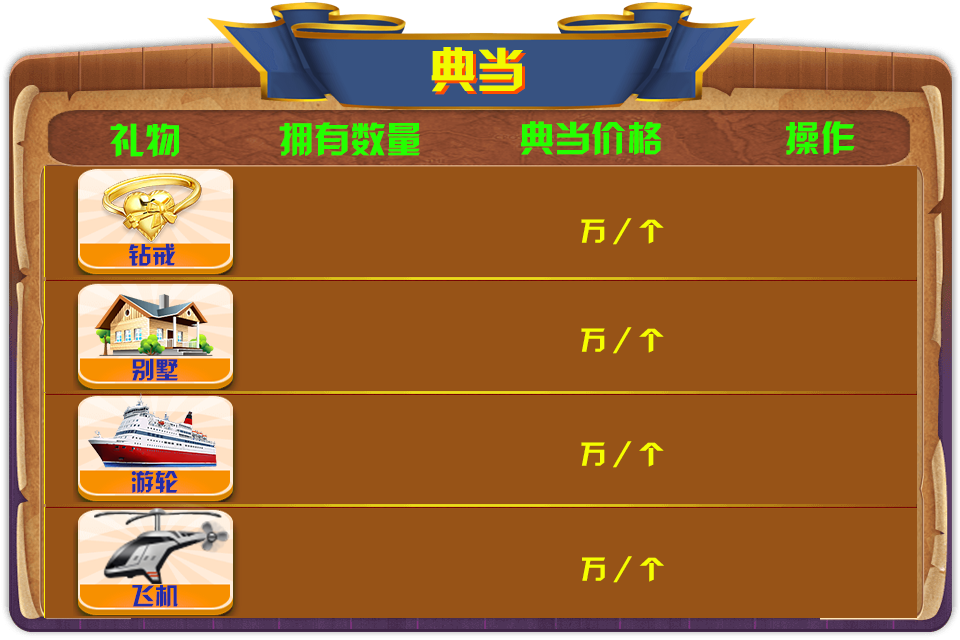 典当
礼物 拥有数量 典当价格 操作
万/个
钻戒
万/个
别墅
万/个
游轮
万/个
飞机